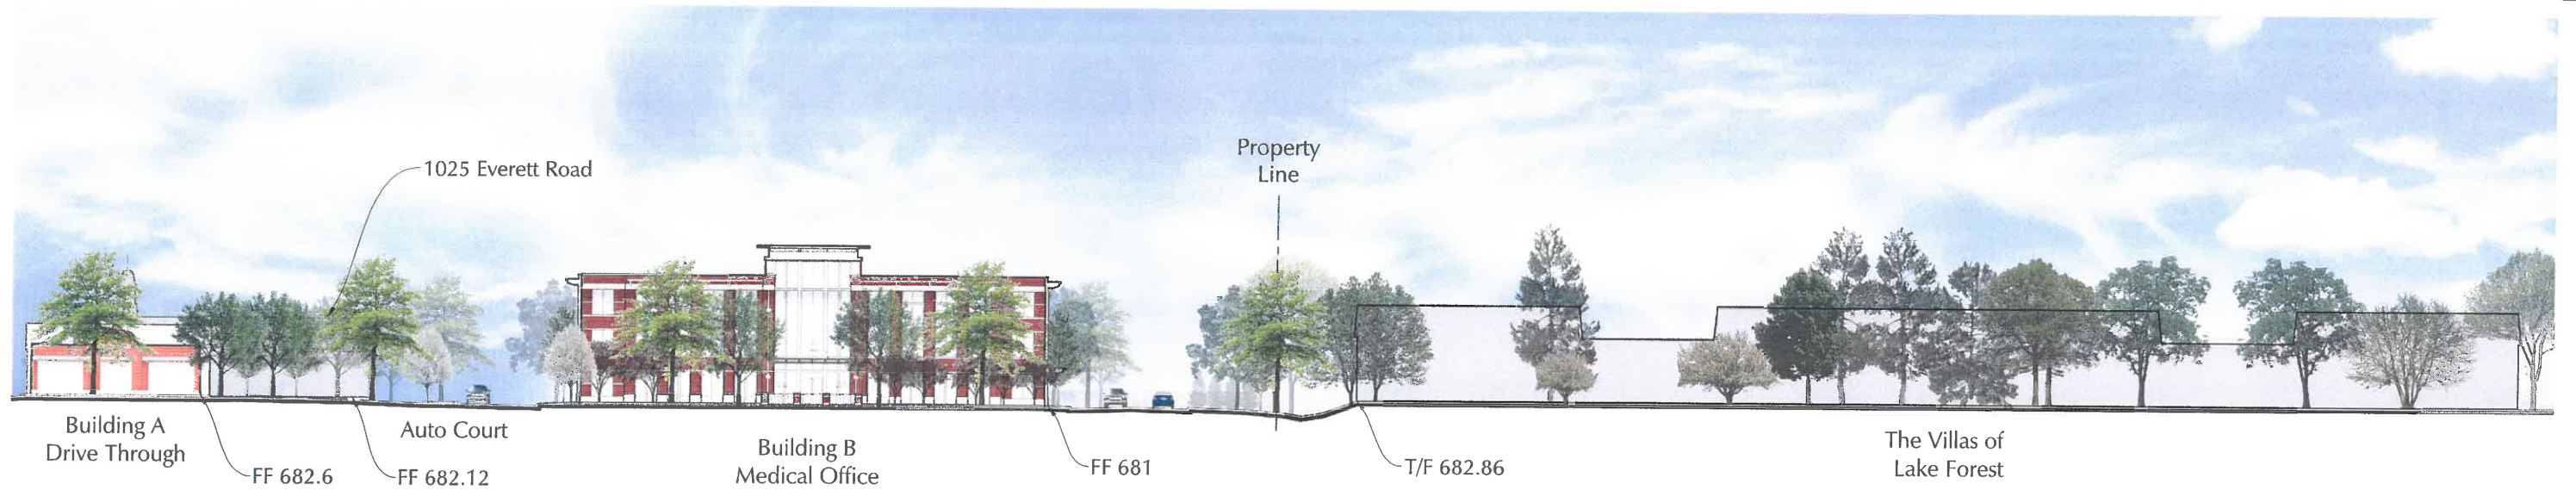 1025 Everett Road
Property
Line
Building A
Drive Through
FF 682.6
FF 682.12
Auto Court
Building B
Medical Office
FF 681
T/F 682.86
The Villas of
Lake Forest